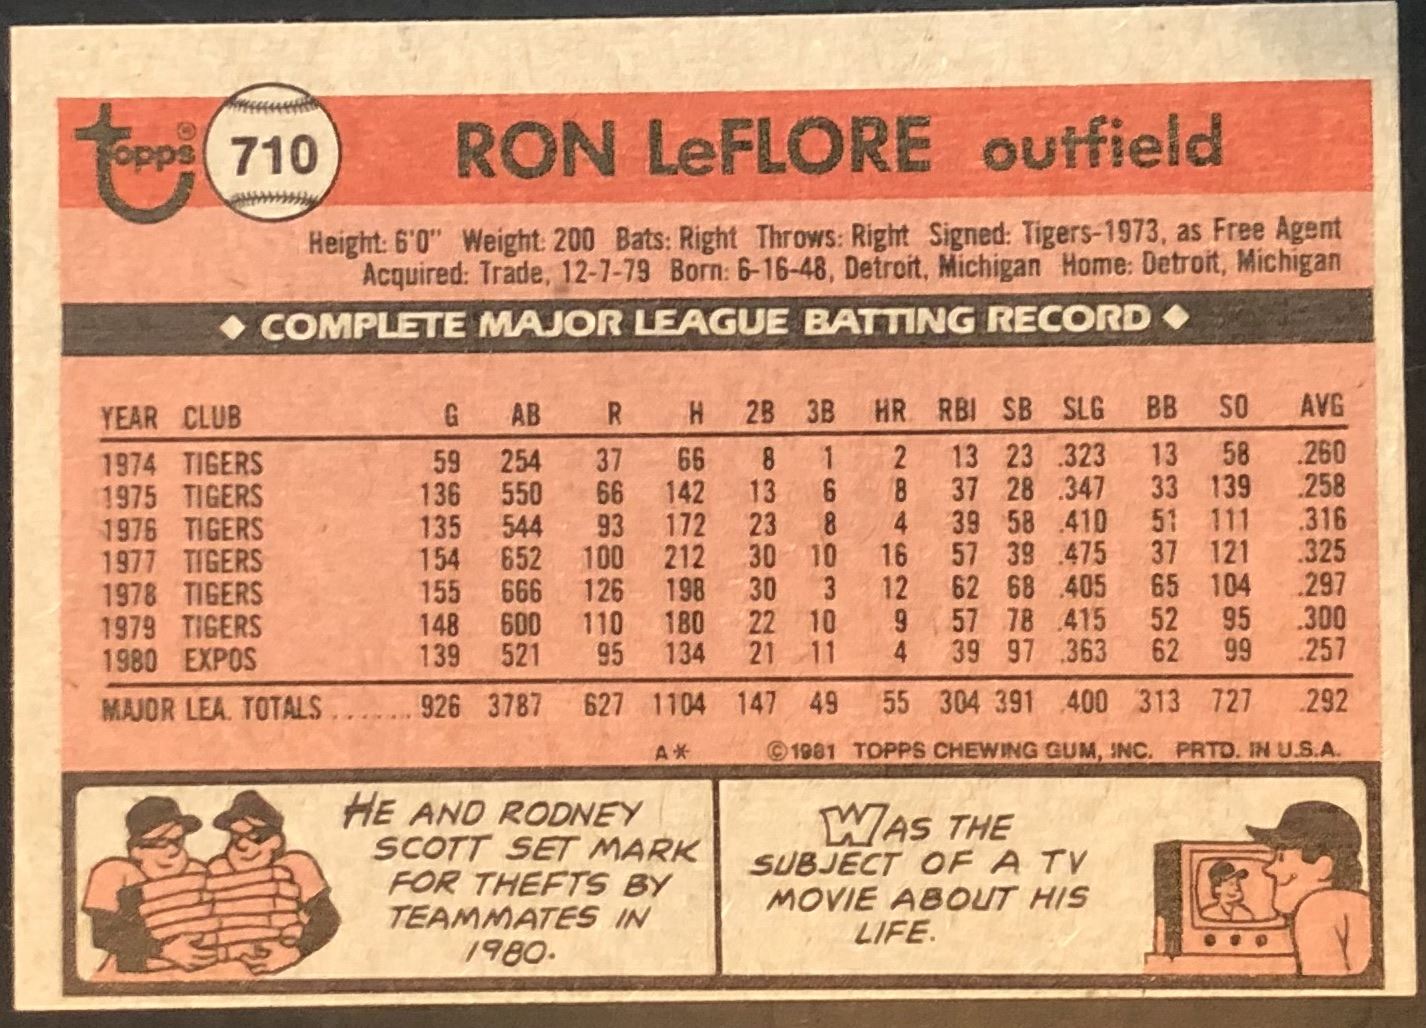 Topps® 710 RON LeFLORE outfield
Height: 6'0" Weight: 200 Bats: Right Throws: Right Signed: Tigers-1973, as Free Agent
Acquired: Trade, 12-7-79 Born: 6-16-48, Detroit, Michigan Home: Detroit, Michigan
◆ COMPLETE MAJOR LEAGUE BATTING RECORD ◆
YEAR CLUB G AB R H 2B 3B HR RBI SB SLG BB SO AVG
1974 TIGERS 59 254 37 66 8 1 2 13 23 .323 13 58 .260
1975 TIGERS 136 550 66 142 13 6 8 37 28 .347 33 139 .258
1976 TIGERS 135 544 93 172 23 8 4 39 58 .410 51 111 .316
1977 TIGERS 154 652 100 212 30 10 16 57 39 .475 37 121 .325
1978 TIGERS 155 666 126 198 30 3 12 62 68 .405 65 104 .297
1979 TIGERS 148 600 110 180 22 10 9 57 78 .415 52 95 .300
1980 EXPOS 139 521 95 134 21 11 4 39 97 .363 62 99 .257
MAJOR LEA. TOTALS ....... 926 3787 627 1104 147 49 55 304 391 .400 313 727 .292
A* ©1981 TOPPS CHEWING GUM, INC. PRTD. IN U.S.A.
HE AND RODNEY
SCOTT SET MARK
FOR THEFTS BY
TEAMMATES IN
1980.
WAS THE
SUBJECT OF A TV
MOVIE ABOUT HIS
LIFE.